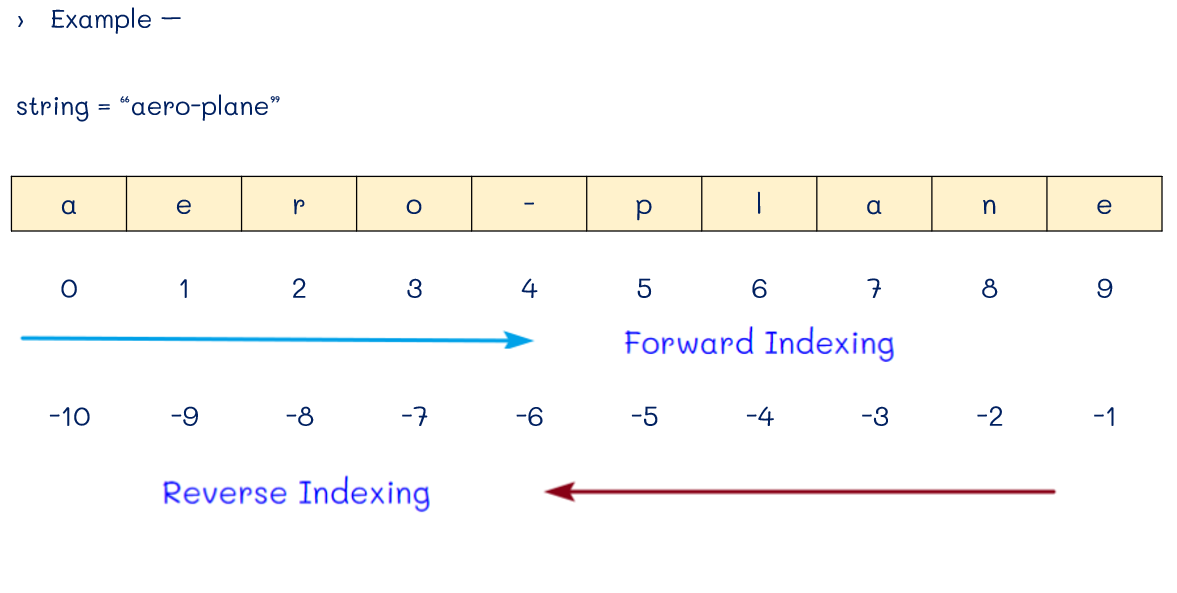 › Example –
string = “aero-plane”
a e r o - p l a n e
0 1 2 3 4 5 6 7 8 9
Forward Indexing
-10 -9 -8 -7 -6 -5 -4 -3 -2 -1
Reverse Indexing